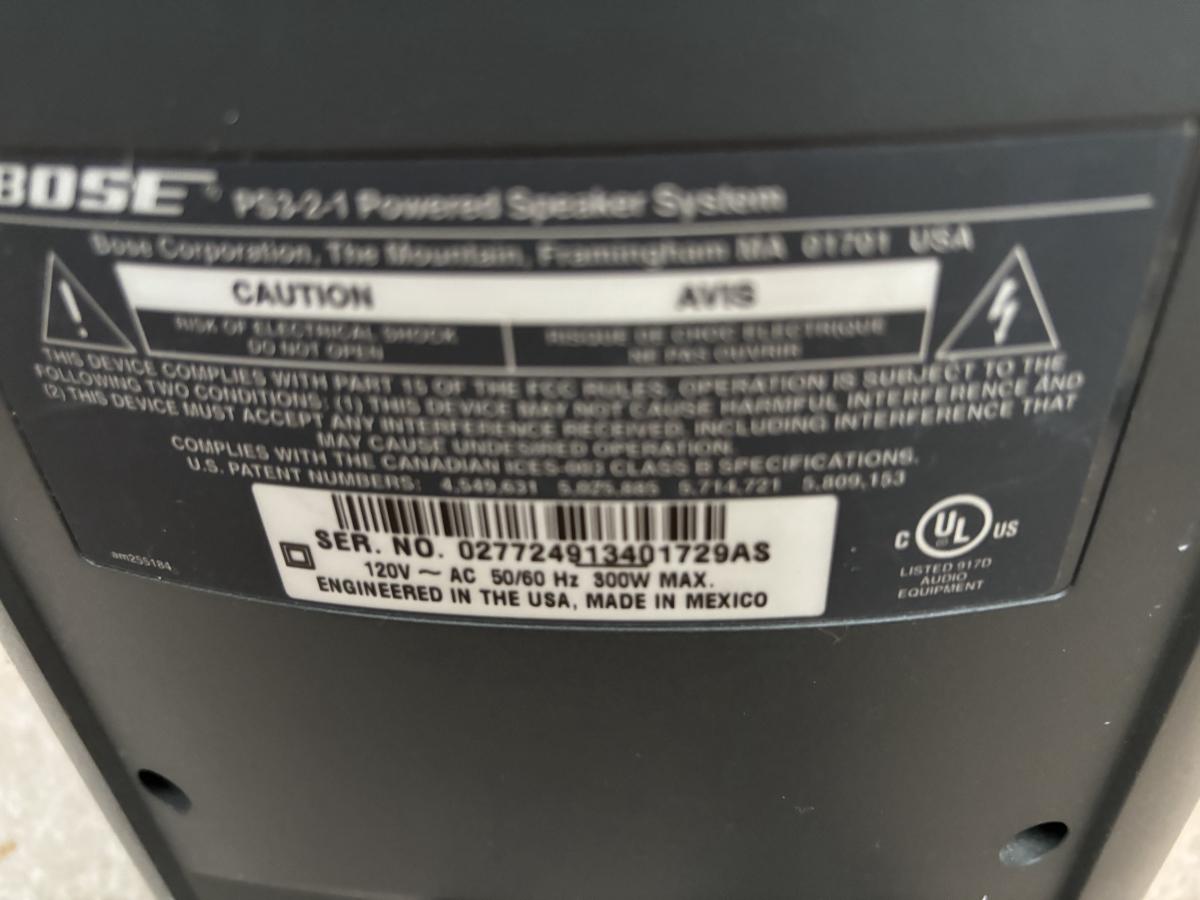 BOSE® PS3-2-1 Powered Speaker System
Bose Corporation, The Mountain, Framingham MA 01701 USA
CAUTION AVIS
RISK OF ELECTRICAL SHOCK RISQUE DE CHOC ELECTRIQUE
DO NOT OPEN NE PAS OUVRIR
THIS DEVICE COMPLIES WITH PART 15 OF THE FCC RULES. OPERATION IS SUBJECT TO THE
FOLLOWING TWO CONDITIONS: (1) THIS DEVICE MAY NOT CAUSE HARMFUL INTERFERENCE AND
(2) THIS DEVICE MUST ACCEPT ANY INTERFERENCE RECEIVED, INCLUDING INTERFERENCE THAT
MAY CAUSE UNDESIRED OPERATION.
COMPLIES WITH THE CANADIAN ICES-003 CLASS B SPECIFICATIONS.
U.S. PATENT NUMBERS: 4,549,631 5,025,885 5,714,721 5,809,153
SER. NO. 027724913401729AS
120V ~ AC 50/60 Hz 300W MAX.
ENGINEERED IN THE USA, MADE IN MEXICO
am255184
C UL US
LISTED 917D
AUDIO
EQUIPMENT